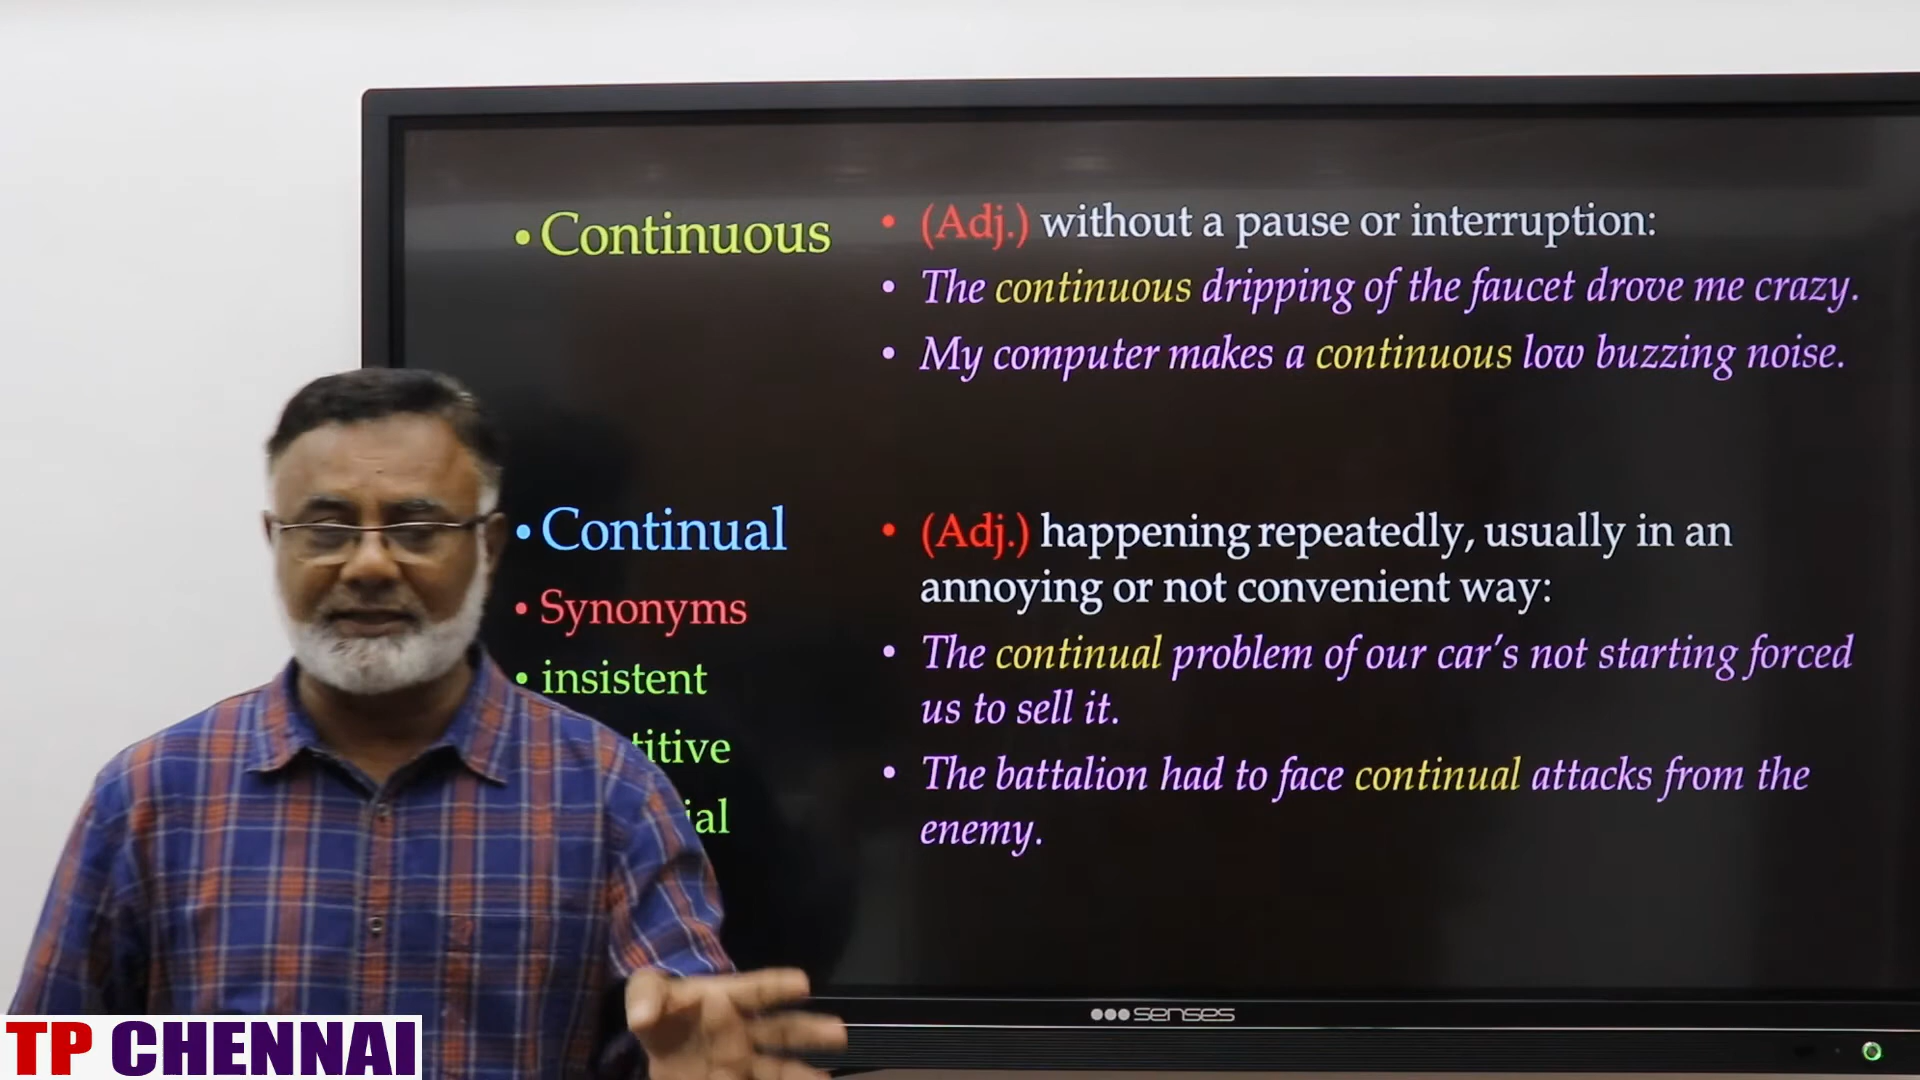 • Continuous
• (Adj.) without a pause or interruption:
• The continuous dripping of the faucet drove me crazy.
• My computer makes a continuous low buzzing noise.
• Continual
• Synonyms
• insistent
• (Adj.) happening repeatedly, usually in an
annoying or not convenient way:
• The continual problem of our car’s not starting forced
us to sell it.
• The battalion had to face continual attacks from the
enemy.
senses
TP CHENNAI